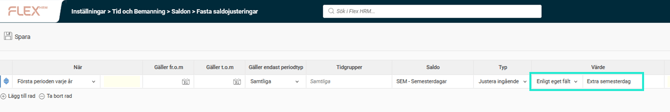 FLEX HRM
Inställningar > Tid och Bemanning > Saldon > Fasta saldojusteringar
Sök i Flex HRM...
Spara
När Gäller fr.o.m Gäller t.o.m Gäller endast periodtyp Tidgrupper Saldo Typ Värde
Första perioden varje år Samtliga Samtliga SEM - Semesterdagar Justera ingående Enligt eget fält Extra semesterdag
Lägg till rad Ta bort rad